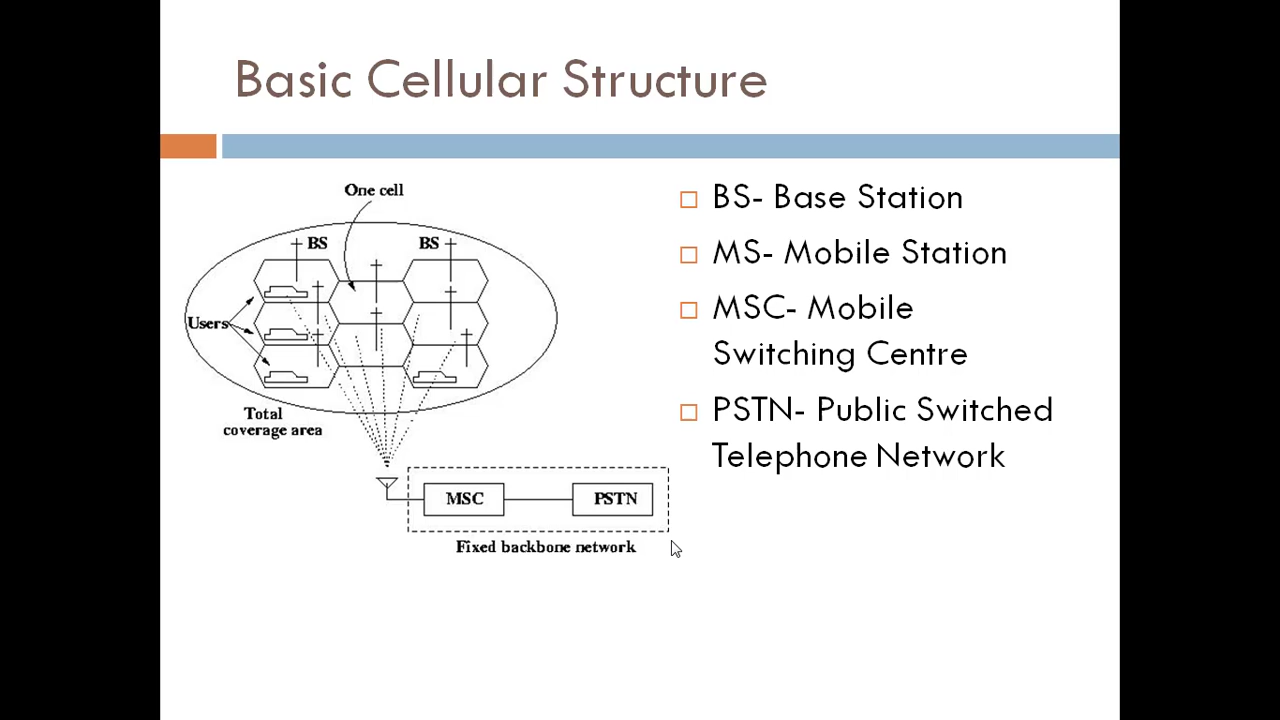 Basic Cellular Structure
One cell
BS
BS
Users
Total
coverage area
MSC
PSTN
Fixed backbone network
BS- Base Station
MS- Mobile Station
MSC- Mobile
Switching Centre
PSTN- Public Switched
Telephone Network